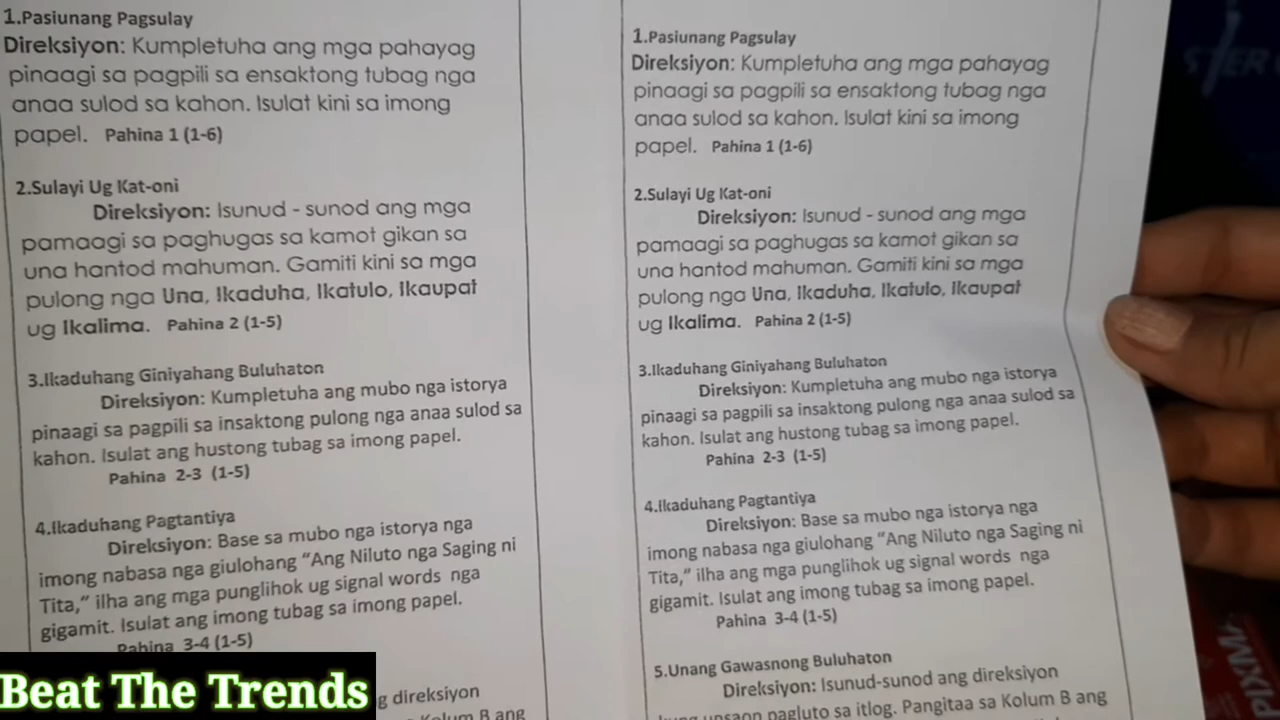 1.Pasiunang Pagsulay
Direksiyon: Kumpletuha ang mga pahayag
pinaagi sa pagpili sa ensaktong tubag nga
anaa sulod sa kahon. Isulat kini sa imong
papel. Pahina 1 (1-6)
2.Sulayi Ug Kat-oni
Direksiyon: Isunud - sunod ang mga
pamaagi sa paghugas sa kamot gikan sa
una hantod mahuman. Gamiti kini sa mga
pulong nga Una, Ikaduha, Ikatulo, Ikaupat
ug Ikalima. Pahina 2 (1-5)
3.Ikaduhang Giniyahang Buluhaton
Direksiyon: Kumpletuha ang mubo nga istorya
pinaagi sa pagpili sa insaktong pulong nga anaa sulod sa
kahon. Isulat ang hustong tubag sa imong papel.
Pahina 2-3 (1-5)
4.Ikaduhang Pagtantiya
Direksiyon: Base sa mubo nga istorya nga
imong nabasa nga giulohang “Ang Niluto nga Saging ni
Tita,” ilha ang mga punglihok ug signal words nga
gigamit. Isulat ang imong tubag sa imong papel.
Pahina 3-4 (1-5)
g direksiyon
Kolum B ang
1.Pasiunang Pagsulay
Direksiyon: Kumpletuha ang mga pahayag
pinaagi sa pagpili sa ensaktong tubag nga
anaa sulod sa kahon. Isulat kini sa imong
papel. Pahina 1 (1-6)
2.Sulayi Ug Kat-oni
Direksiyon: Isunud - sunod ang mga
pamaagi sa paghugas sa kamot gikan sa
una hantod mahuman. Gamiti kini sa mga
pulong nga Una, Ikaduha, Ikatulo, Ikaupat
ug Ikalima. Pahina 2 (1-5)
3.Ikaduhang Giniyahang Buluhaton
Direksiyon: Kumpletuha ang mubo nga istorya
pinaagi sa pagpili sa insaktong pulong nga anaa sulod sa
kahon. Isulat ang hustong tubag sa imong papel.
Pahina 2-3 (1-5)
4.Ikaduhang Pagtantiya
Direksiyon: Base sa mubo nga istorya nga
imong nabasa nga giulohang “Ang Niluto nga Saging ni
Tita,” ilha ang mga punglihok ug signal words nga
gigamit. Isulat ang imong tubag sa imong papel.
Pahina 3-4 (1-5)
5.Unang Gawasnong Buluhaton
Direksiyon: Isunud-sunod ang direksiyon
kung unsaon pagluto sa itlog. Pangitaa sa Kolum B ang
Beat The Trends
PIXMA